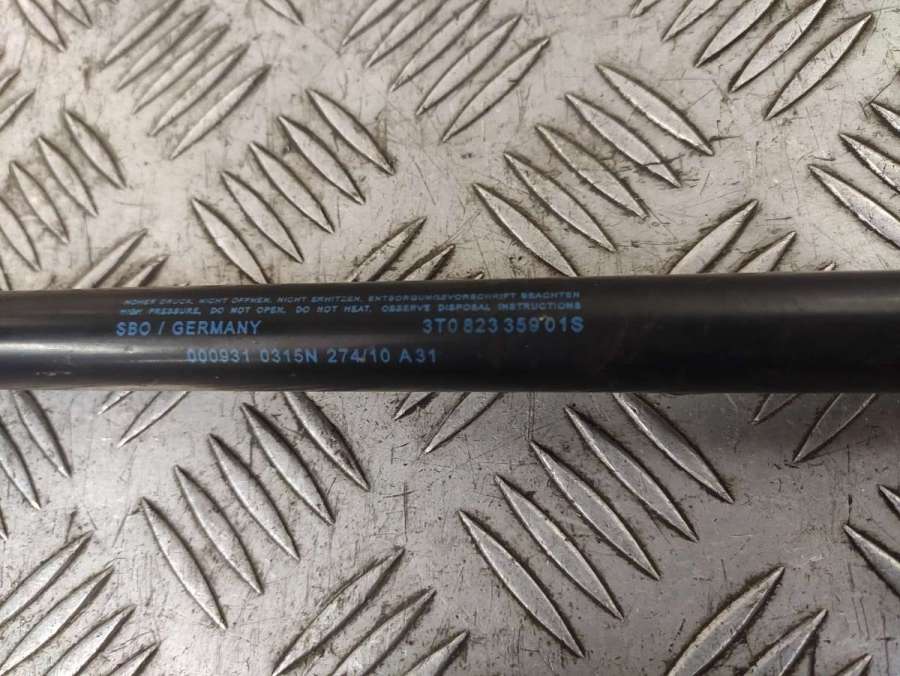 HOHER DRUCK, NICHT ÖFFNEN, NICHT ERHITZEN, ENTSORGUNGSVORSCHRIFT BEACHTEN
HIGH PRESSURE, DO NOT OPEN, DO NOT HEAT, OBSERVE DISPOSAL INSTRUCTIONS
SBO / GERMANY 3T0 823 359 01S
000931 0315N 274/10 A31